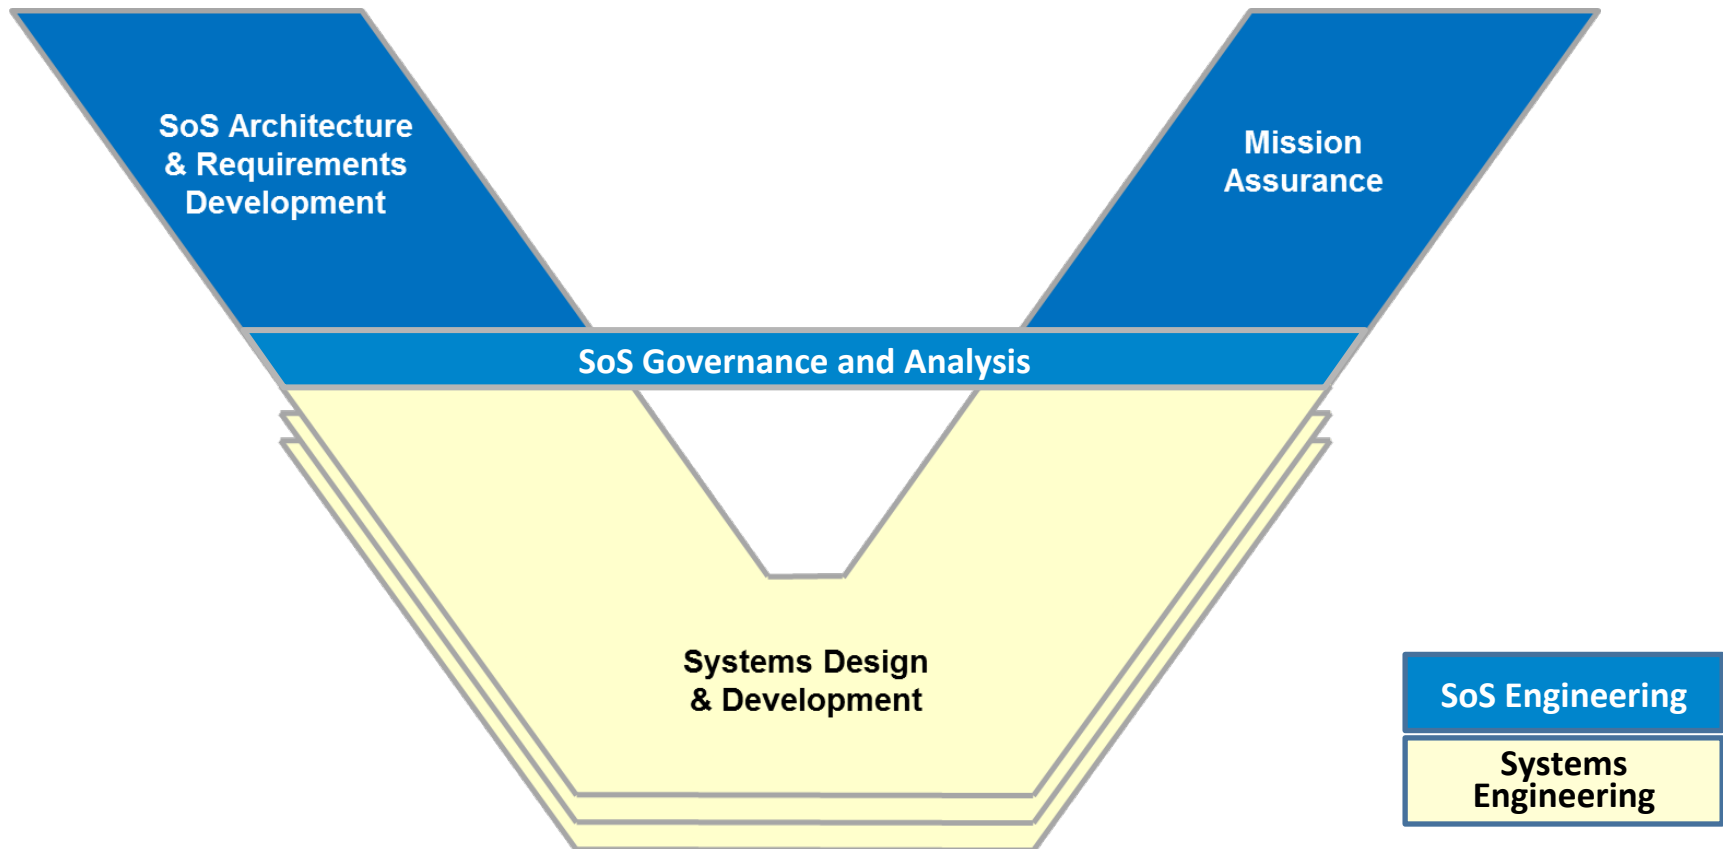 SoS Architecture
& Requirements
Development
Mission
Assurance
SoS Governance and Analysis
Systems Design
& Development
SoS Engineering
Systems
Engineering